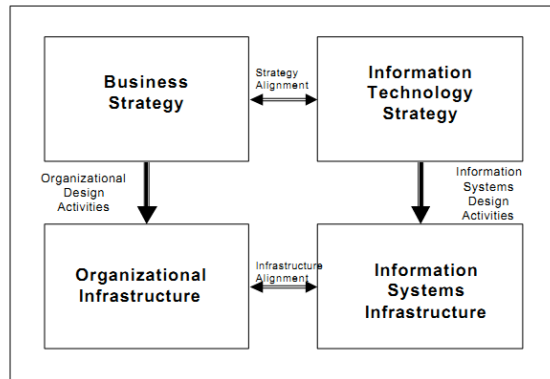 Business
Strategy
Strategy
Alignment
Information
Technology
Strategy
Organizational
Design
Activities
Information
Systems
Design
Activities
Organizational
Infrastructure
Infrastructure
Alignment
Information
Systems
Infrastructure